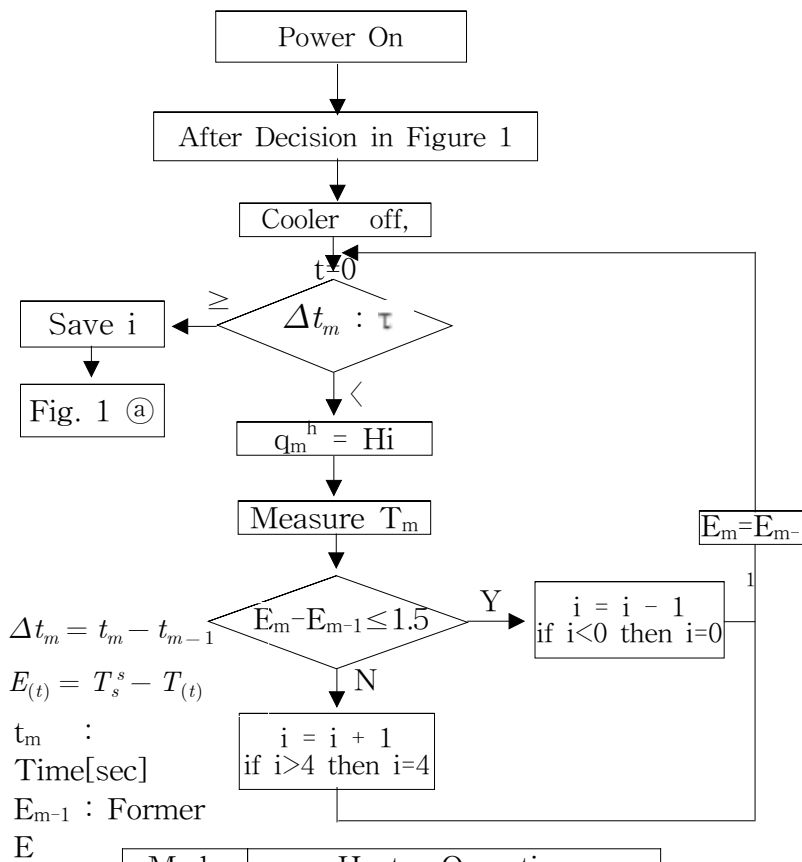 Power On
After Decision in Figure 1
Cooler off,
t=0
≥
Δt_m : τ
Save i
Fig. 1 ⓐ
<
q_m^h = Hi
Measure T_m
E_m=E_m-1
E_m-E_m-1≤1.5
Y
i = i - 1
if i<0 then i=0
N
i = i + 1
if i>4 then i=4
Δt_m = t_m - t_m-1
E_(t) = T_s^s - T_(t)
t_m :
Time[sec]
E_m-1 : Former
E